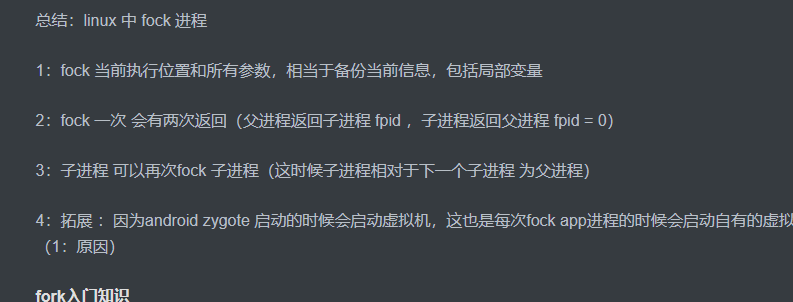 总结：linux 中 fock 进程
1：fock 当前执行位置和所有参数，相当于备份当前信息，包括局部变量
2：fock 一次 会有两次返回（父进程返回子进程 fpid ，子进程返回父进程 fpid = 0）
3：子进程 可以再次fock 子进程（这时候子进程相对于下一个子进程 为父进程）
4：拓展 ：因为android zygote 启动的时候会启动虚拟机，这也是每次fock app进程的时候会启动自有的虚拟
（1：原因）
fork入门知识